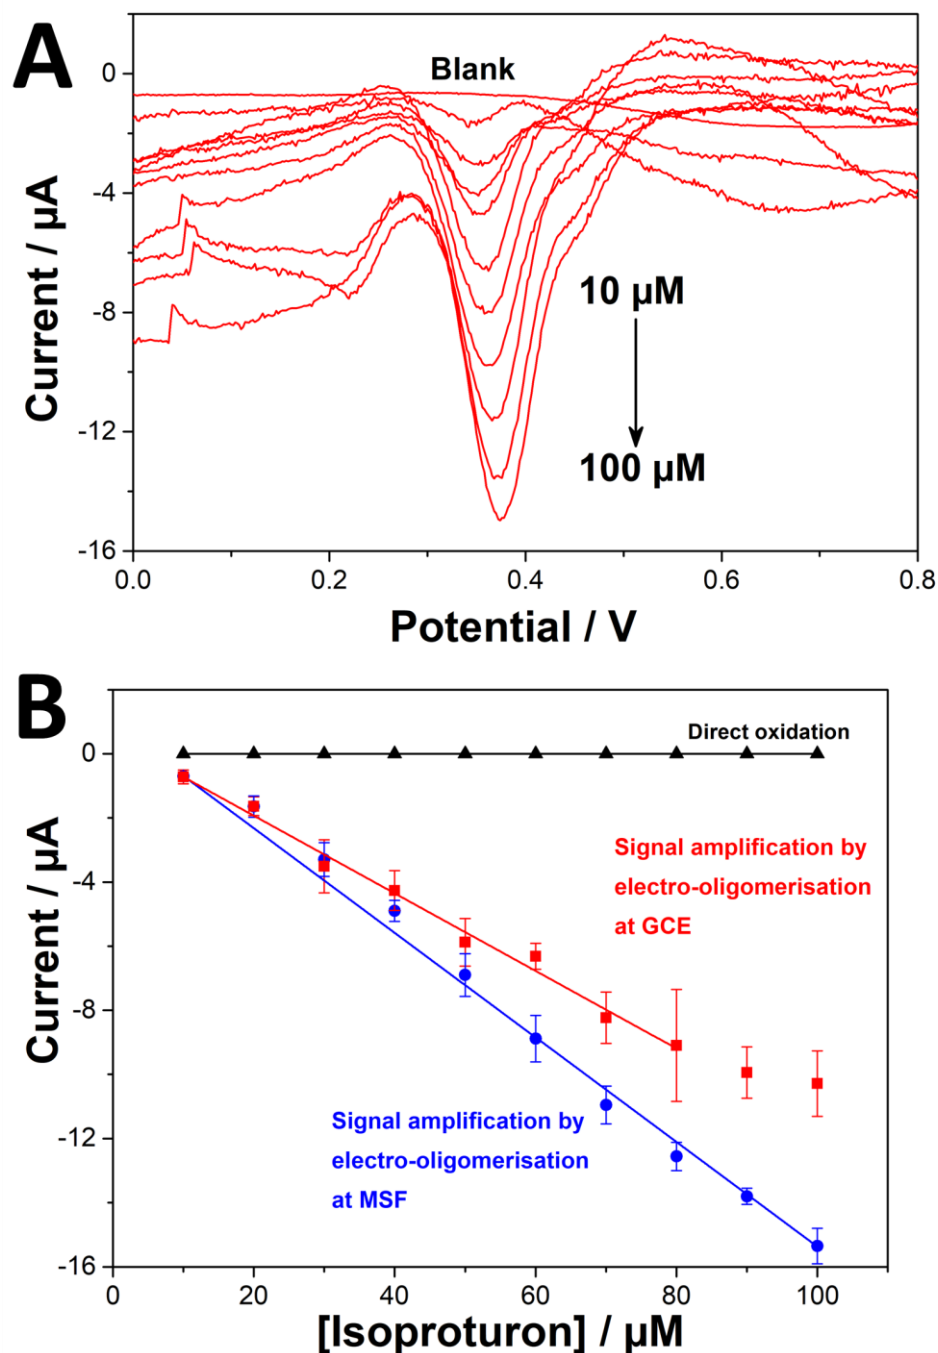 A
Blank
0
-4
-8
-12
-16
Current / µA
10 µM
100 µM
0.0 0.2 0.4 0.6 0.8
Potential / V
B
Direct oxidation
0
-4
-8
-12
-16
Current / µA
Signal amplification by
electro-oligomerisation
at GCE
Signal amplification by
electro-oligomerisation
at MSF
0 20 40 60 80 100
[Isoproturon] / µM